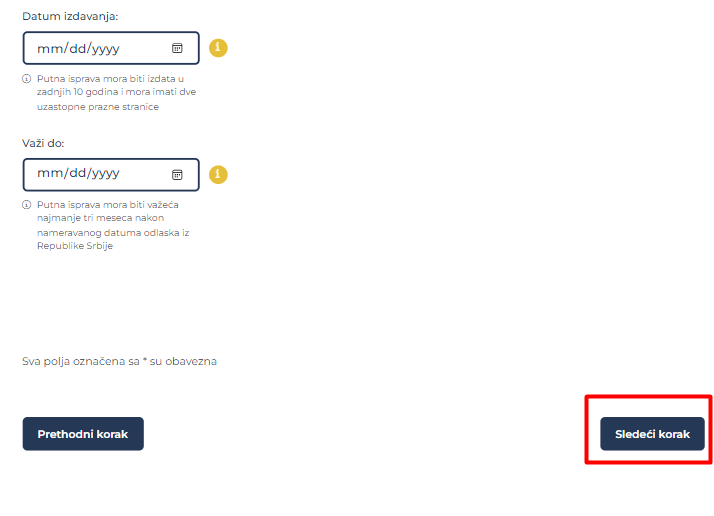 Datum izdavanja:
mm/dd/yyyy
Putna isprava mora biti izdata u
zadnjih 10 godina i mora imati dve
uzastopne prazne stranice
Važi do:
mm/dd/yyyy
Putna isprava mora biti važeća
najmanje tri meseca nakon
nameravanog datuma odlaska iz
Republike Srbije
Sva polja označena sa * su obavezna
Prethodni korak
Sledeći korak